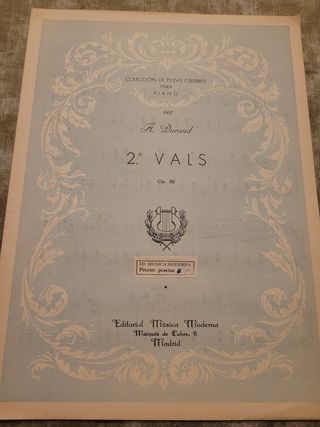 COLECCIÓN DE PIEZAS CÉLEBRES
PARA
PIANO
por
A. Durand
2.º VALS
Op. 86
ED. MUSICA MODERNA
Precio: pesetas
Editorial Música Moderna
Marqués de Cubas, 6
Madrid